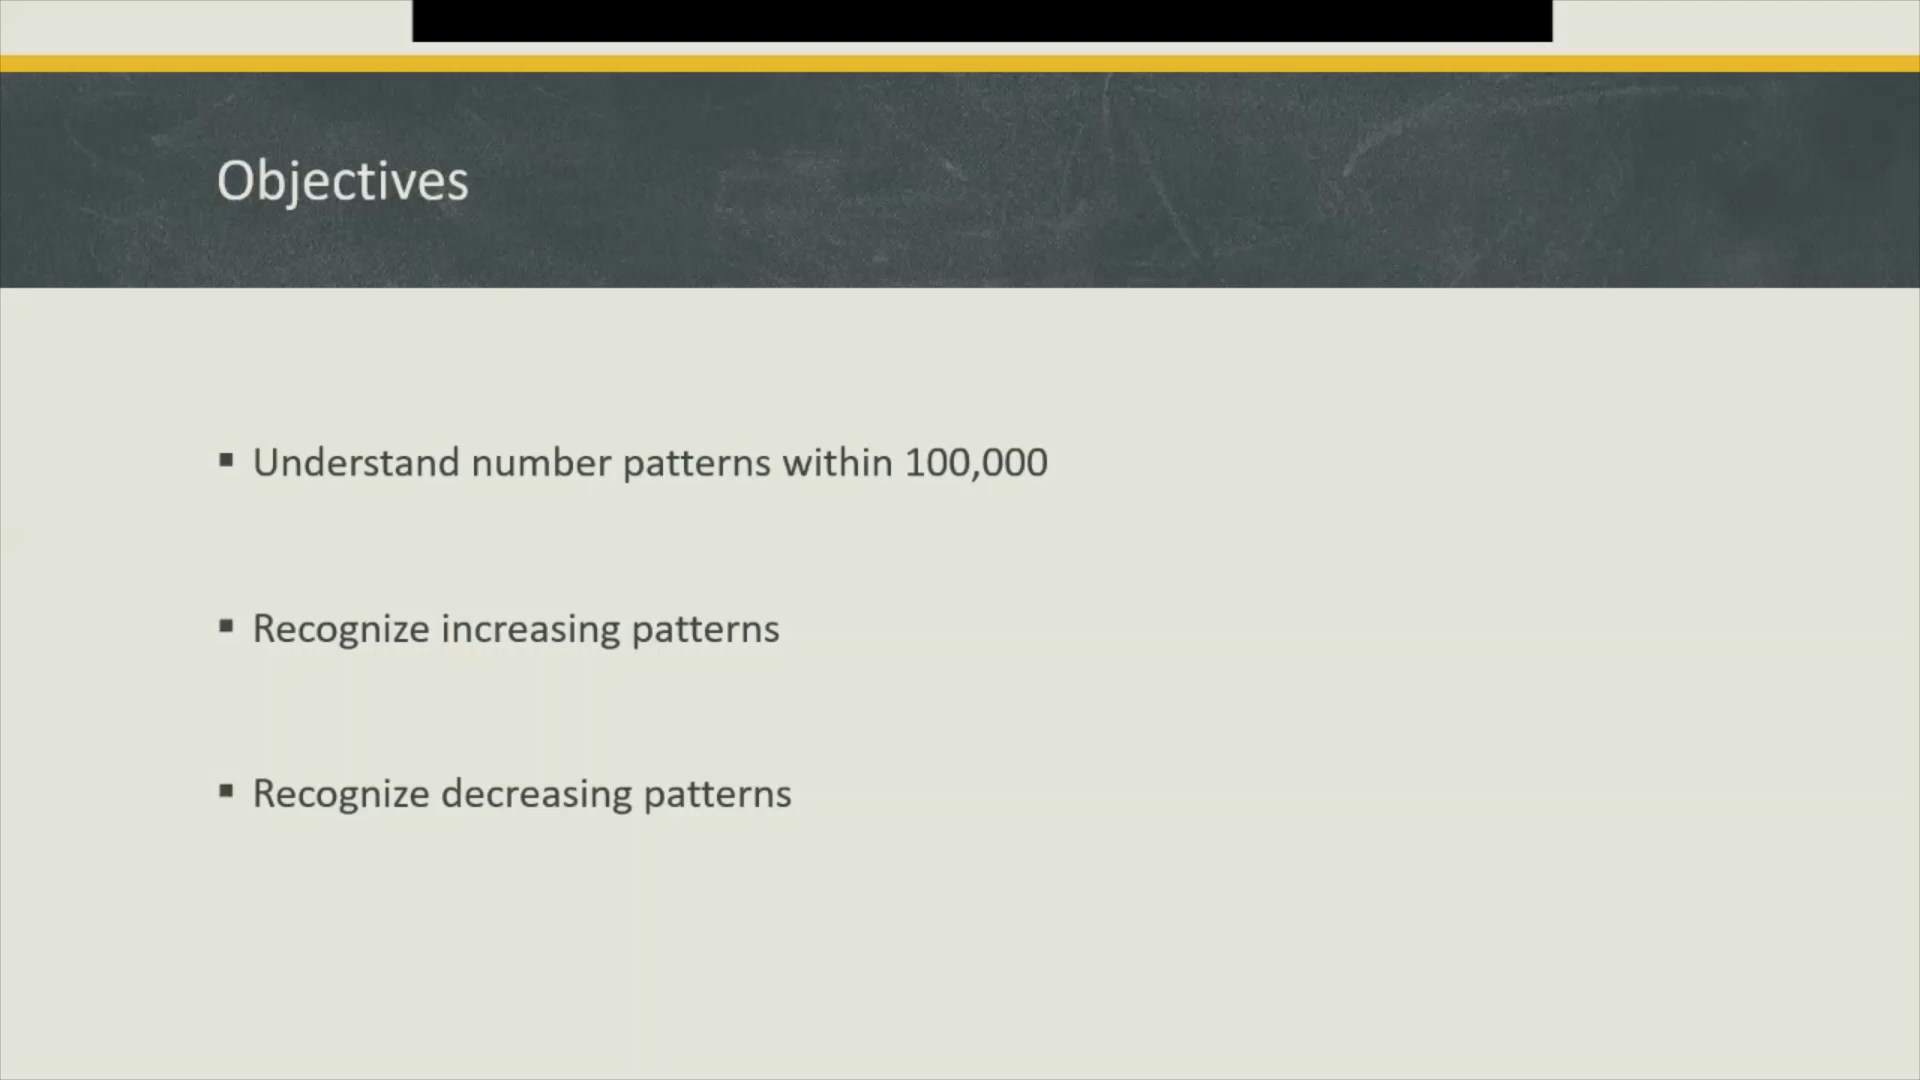 Objectives
▪ Understand number patterns within 100,000
▪ Recognize increasing patterns
▪ Recognize decreasing patterns